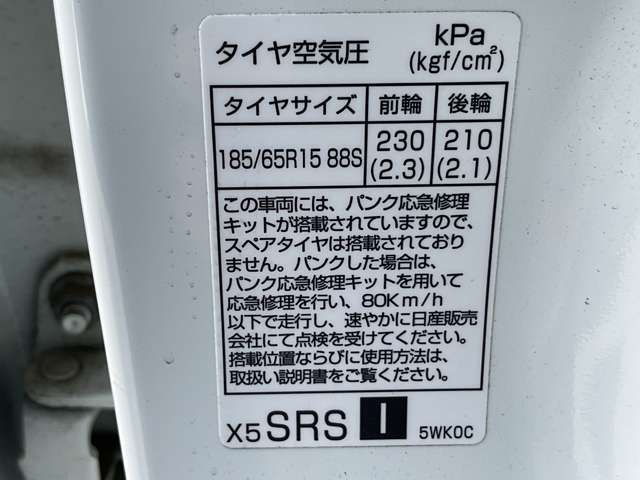 タイヤ空気圧 kPa
(kgf/cm²)
タイヤサイズ 前輪 後輪
185/65R15 88S 230 210
(2.3) (2.1)
この車両には、パンク応急修理
キットが搭載されていますので、
スペアタイヤは搭載されており
ません。パンクした場合は、
パンク応急修理キットを用いて
応急修理を行い、80Km/h
以下で走行し、速やかに日産販売
会社にて点検を受けてください。
搭載位置ならびに使用方法は、
取扱い説明書をご覧ください。
X5 SRS I 5WK0C